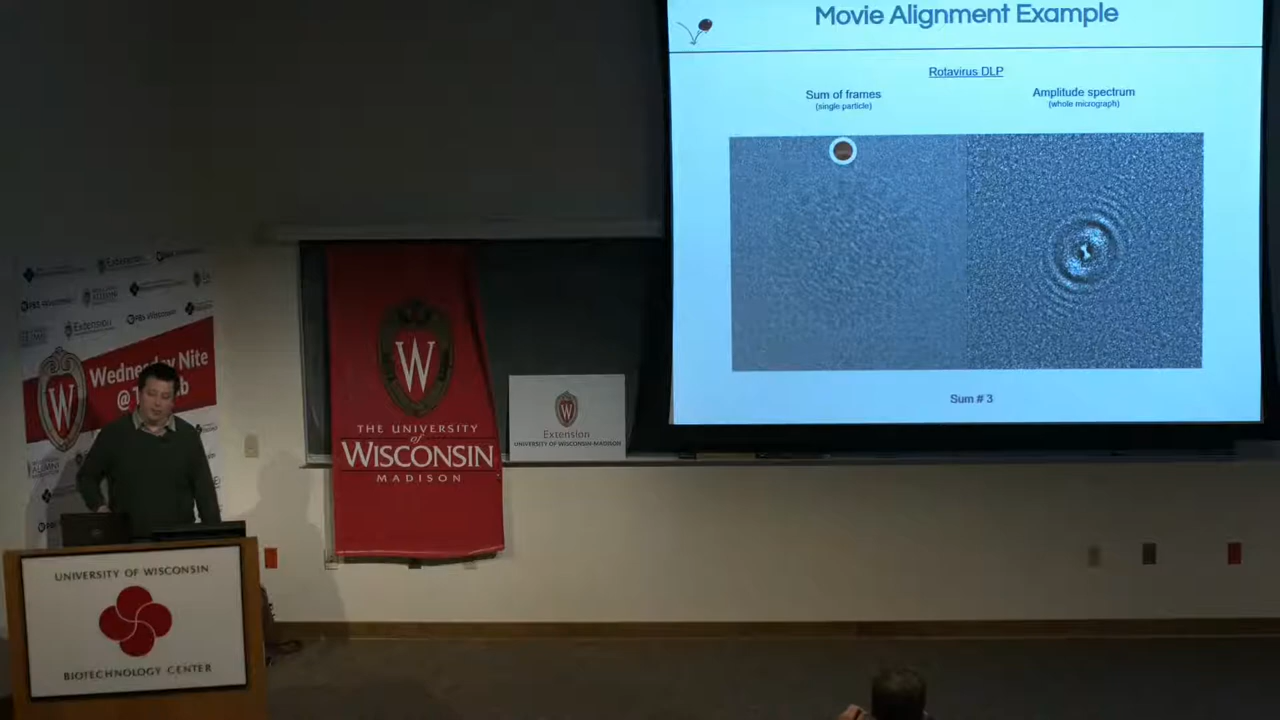 Movie Alignment Example
Rotavirus DLP
Sum of frames
(single particle)
Amplitude spectrum
(whole micrograph)
Sum # 3
Extension
Extension
Wednesday Nite
W
W
THE UNIVERSITY
of
WISCONSIN
MADISON
Extension
UNIVERSITY OF WISCONSIN-MADISON
UNIVERSITY OF WISCONSIN
BIOTECHNOLOGY CENTER